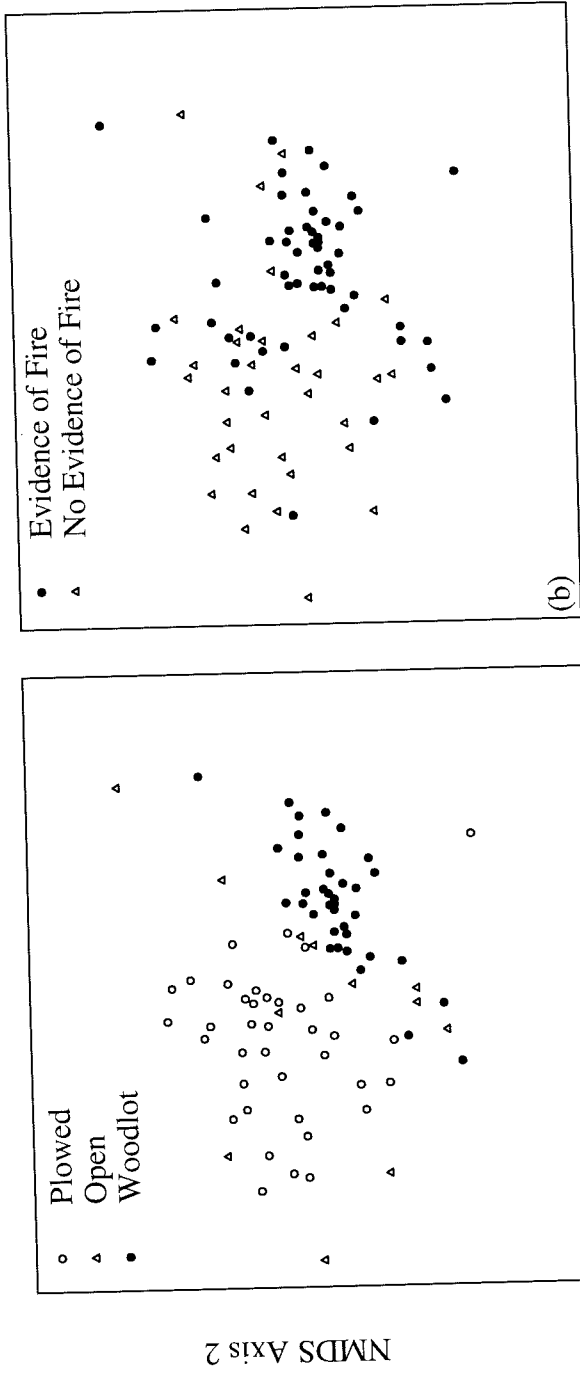 NMDS Axis 2
Plowed
Open
Woodlot
Evidence of Fire
No Evidence of Fire
(b)